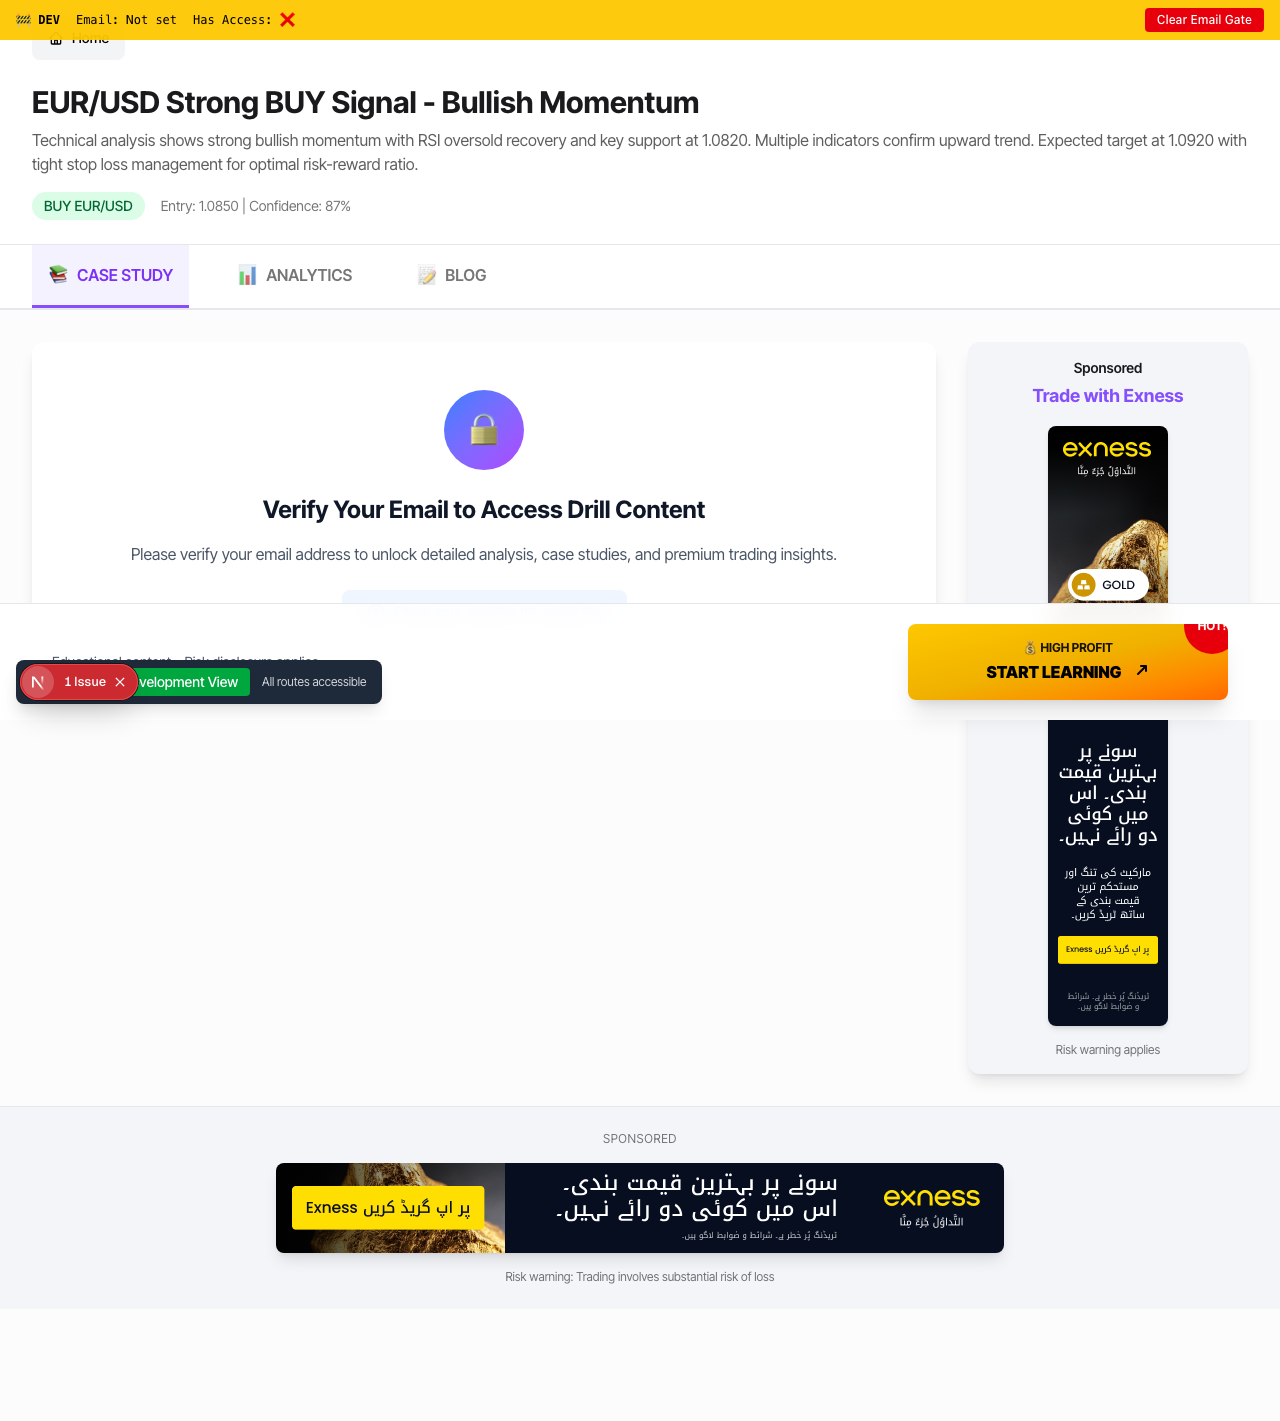 DEV Email: Not set Has Access: ❌
Clear Email Gate
Home
EUR/USD Strong BUY Signal - Bullish Momentum
Technical analysis shows strong bullish momentum with RSI oversold recovery and key support at 1.0820. Multiple indicators confirm upward trend. Expected target at 1.0920 with
tight stop loss management for optimal risk-reward ratio.
BUY EUR/USD Entry: 1.0850 | Confidence: 87%
CASE STUDY ANALYTICS BLOG
Verify Your Email to Access Drill Content
Please verify your email address to unlock detailed analysis, case studies, and premium trading insights.
Sponsored
Trade with Exness
exness
التَّداوُلُ جُزءٌ مِنَّا
GOLD
Educational content • Risk disclosure applies
1 Issue
velopment View
All routes accessible
HOT!
💰 HIGH PROFIT
START LEARNING
سونے پر
بہترین قیمت
بندی۔ اس
میں کوئی
دو رائے نہیں۔
مارکیٹ کی تنگ اور
مستحکم ترین
قیمت بندی کے
ساتھ ٹریڈ کریں۔
Exness پر اپ گریڈ کریں
ٹریڈنگ پُر خطر ہے۔ شرائط
و ضوابط لاگو ہیں۔
Risk warning applies
SPONSORED
Exness پر اپ گریڈ کریں
سونے پر بہترین قیمت بندی۔
اس میں کوئی دو رائے نہیں۔
ٹریڈنگ پُر خطر ہے۔ شرائط و ضوابط لاگو ہیں۔
exness
التَّداوُلُ جُزءٌ مِنَّا
Risk warning: Trading involves substantial risk of loss